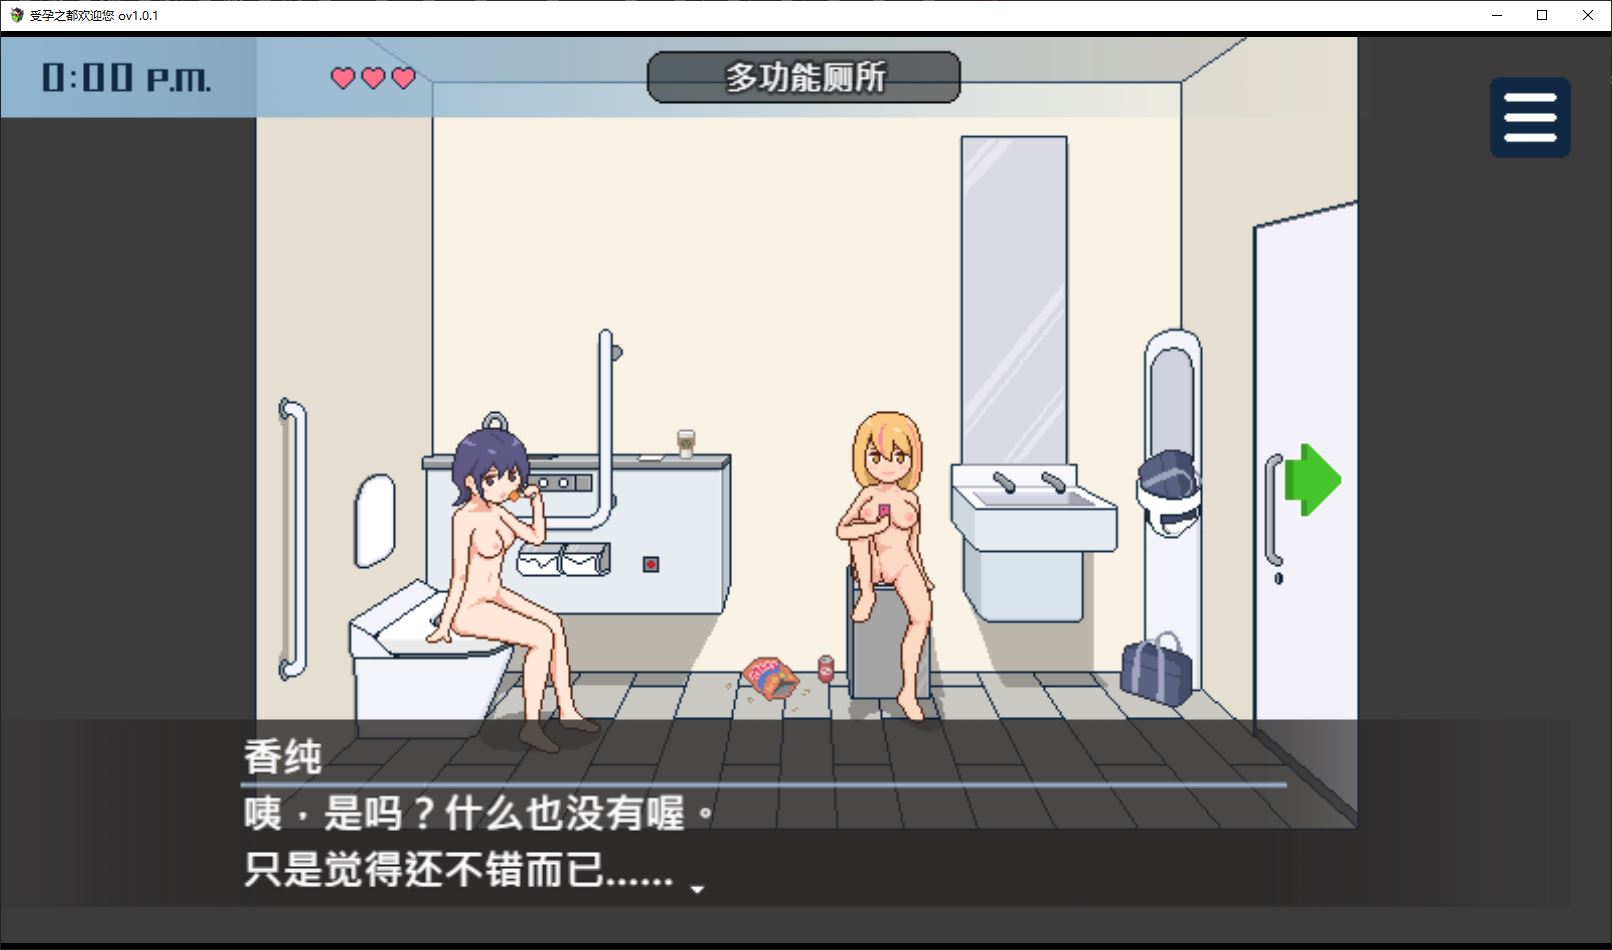 受孕之都欢迎您 ov1.0.1
0:00 P.M.
多功能厕所
香纯
咦，是吗？什么也没有喔。
只是觉得还不错而已......